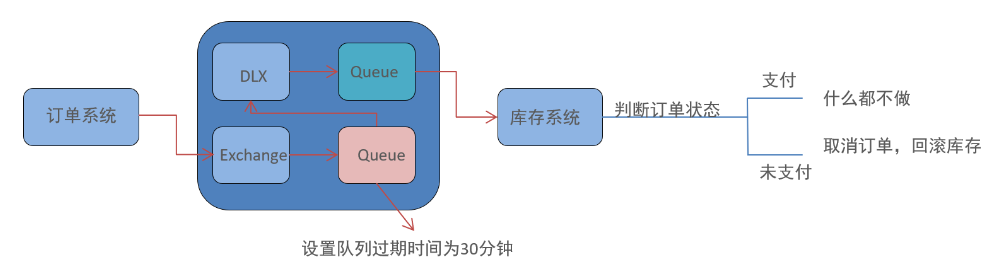 订单系统
DLX
Queue
Exchange
Queue
设置队列过期时间为30分钟
库存系统
判断订单状态
支付
什么都不做
取消订单，回滚库存
未支付